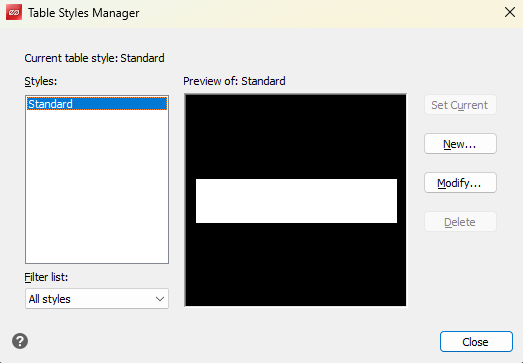 Table Styles Manager
Current table style: Standard
Styles:
Preview of: Standard
Standard
Set Current
New...
Modify...
Delete
Filter list:
All styles
Close